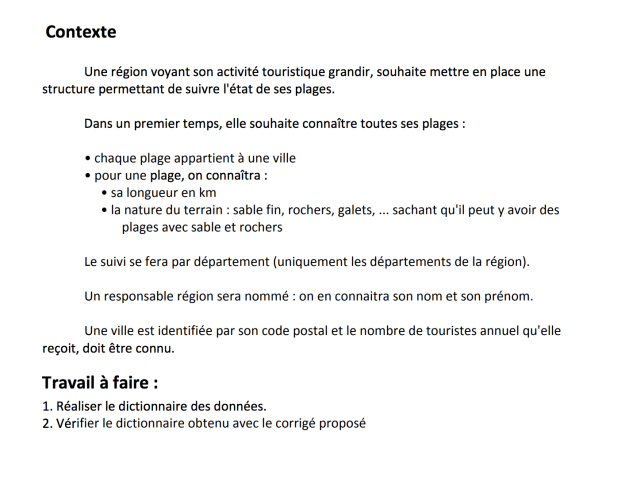 Contexte
Une région voyant son activité touristique grandir, souhaite mettre en place une
structure permettant de suivre l'état de ses plages.
Dans un premier temps, elle souhaite connaître toutes ses plages :
• chaque plage appartient à une ville
• pour une plage, on connaîtra :
• sa longueur en km
• la nature du terrain : sable fin, rochers, galets, ... sachant qu'il peut y avoir des
plages avec sable et rochers
Le suivi se fera par département (uniquement les départements de la région).
Un responsable région sera nommé : on en connaitra son nom et son prénom.
Une ville est identifiée par son code postal et le nombre de touristes annuel qu'elle
reçoit, doit être connu.
Travail à faire :
1. Réaliser le dictionnaire des données.
2. Vérifier le dictionnaire obtenu avec le corrigé proposé